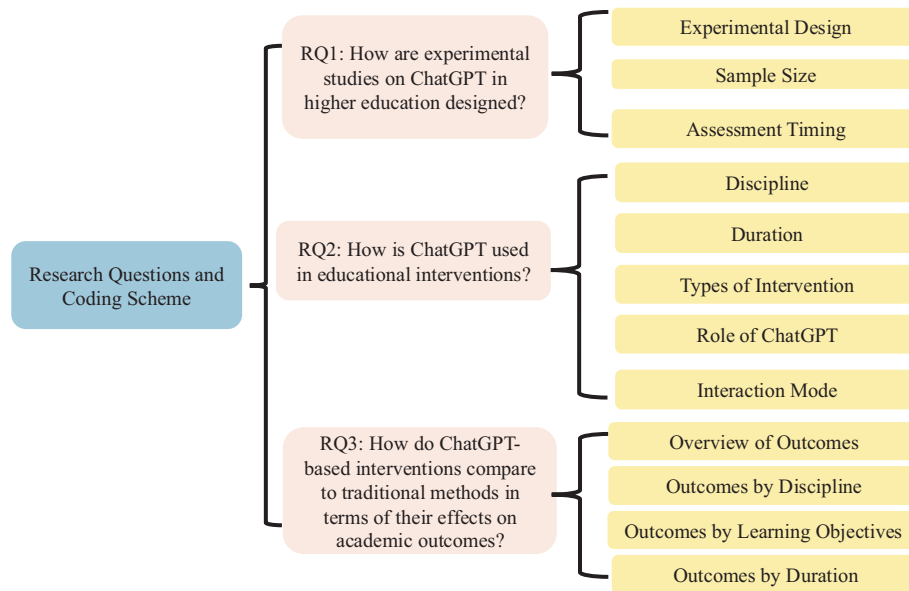 Research Questions and
Coding Scheme
RQ1: How are experimental
studies on ChatGPT in
higher education designed?
Experimental Design
Sample Size
Assessment Timing
RQ2: How is ChatGPT used
in educational interventions?
Discipline
Duration
Types of Intervention
Role of ChatGPT
Interaction Mode
RQ3: How do ChatGPT-
based interventions compare
to traditional methods in
terms of their effects on
academic outcomes?
Overview of Outcomes
Outcomes by Discipline
Outcomes by Learning Objectives
Outcomes by Duration